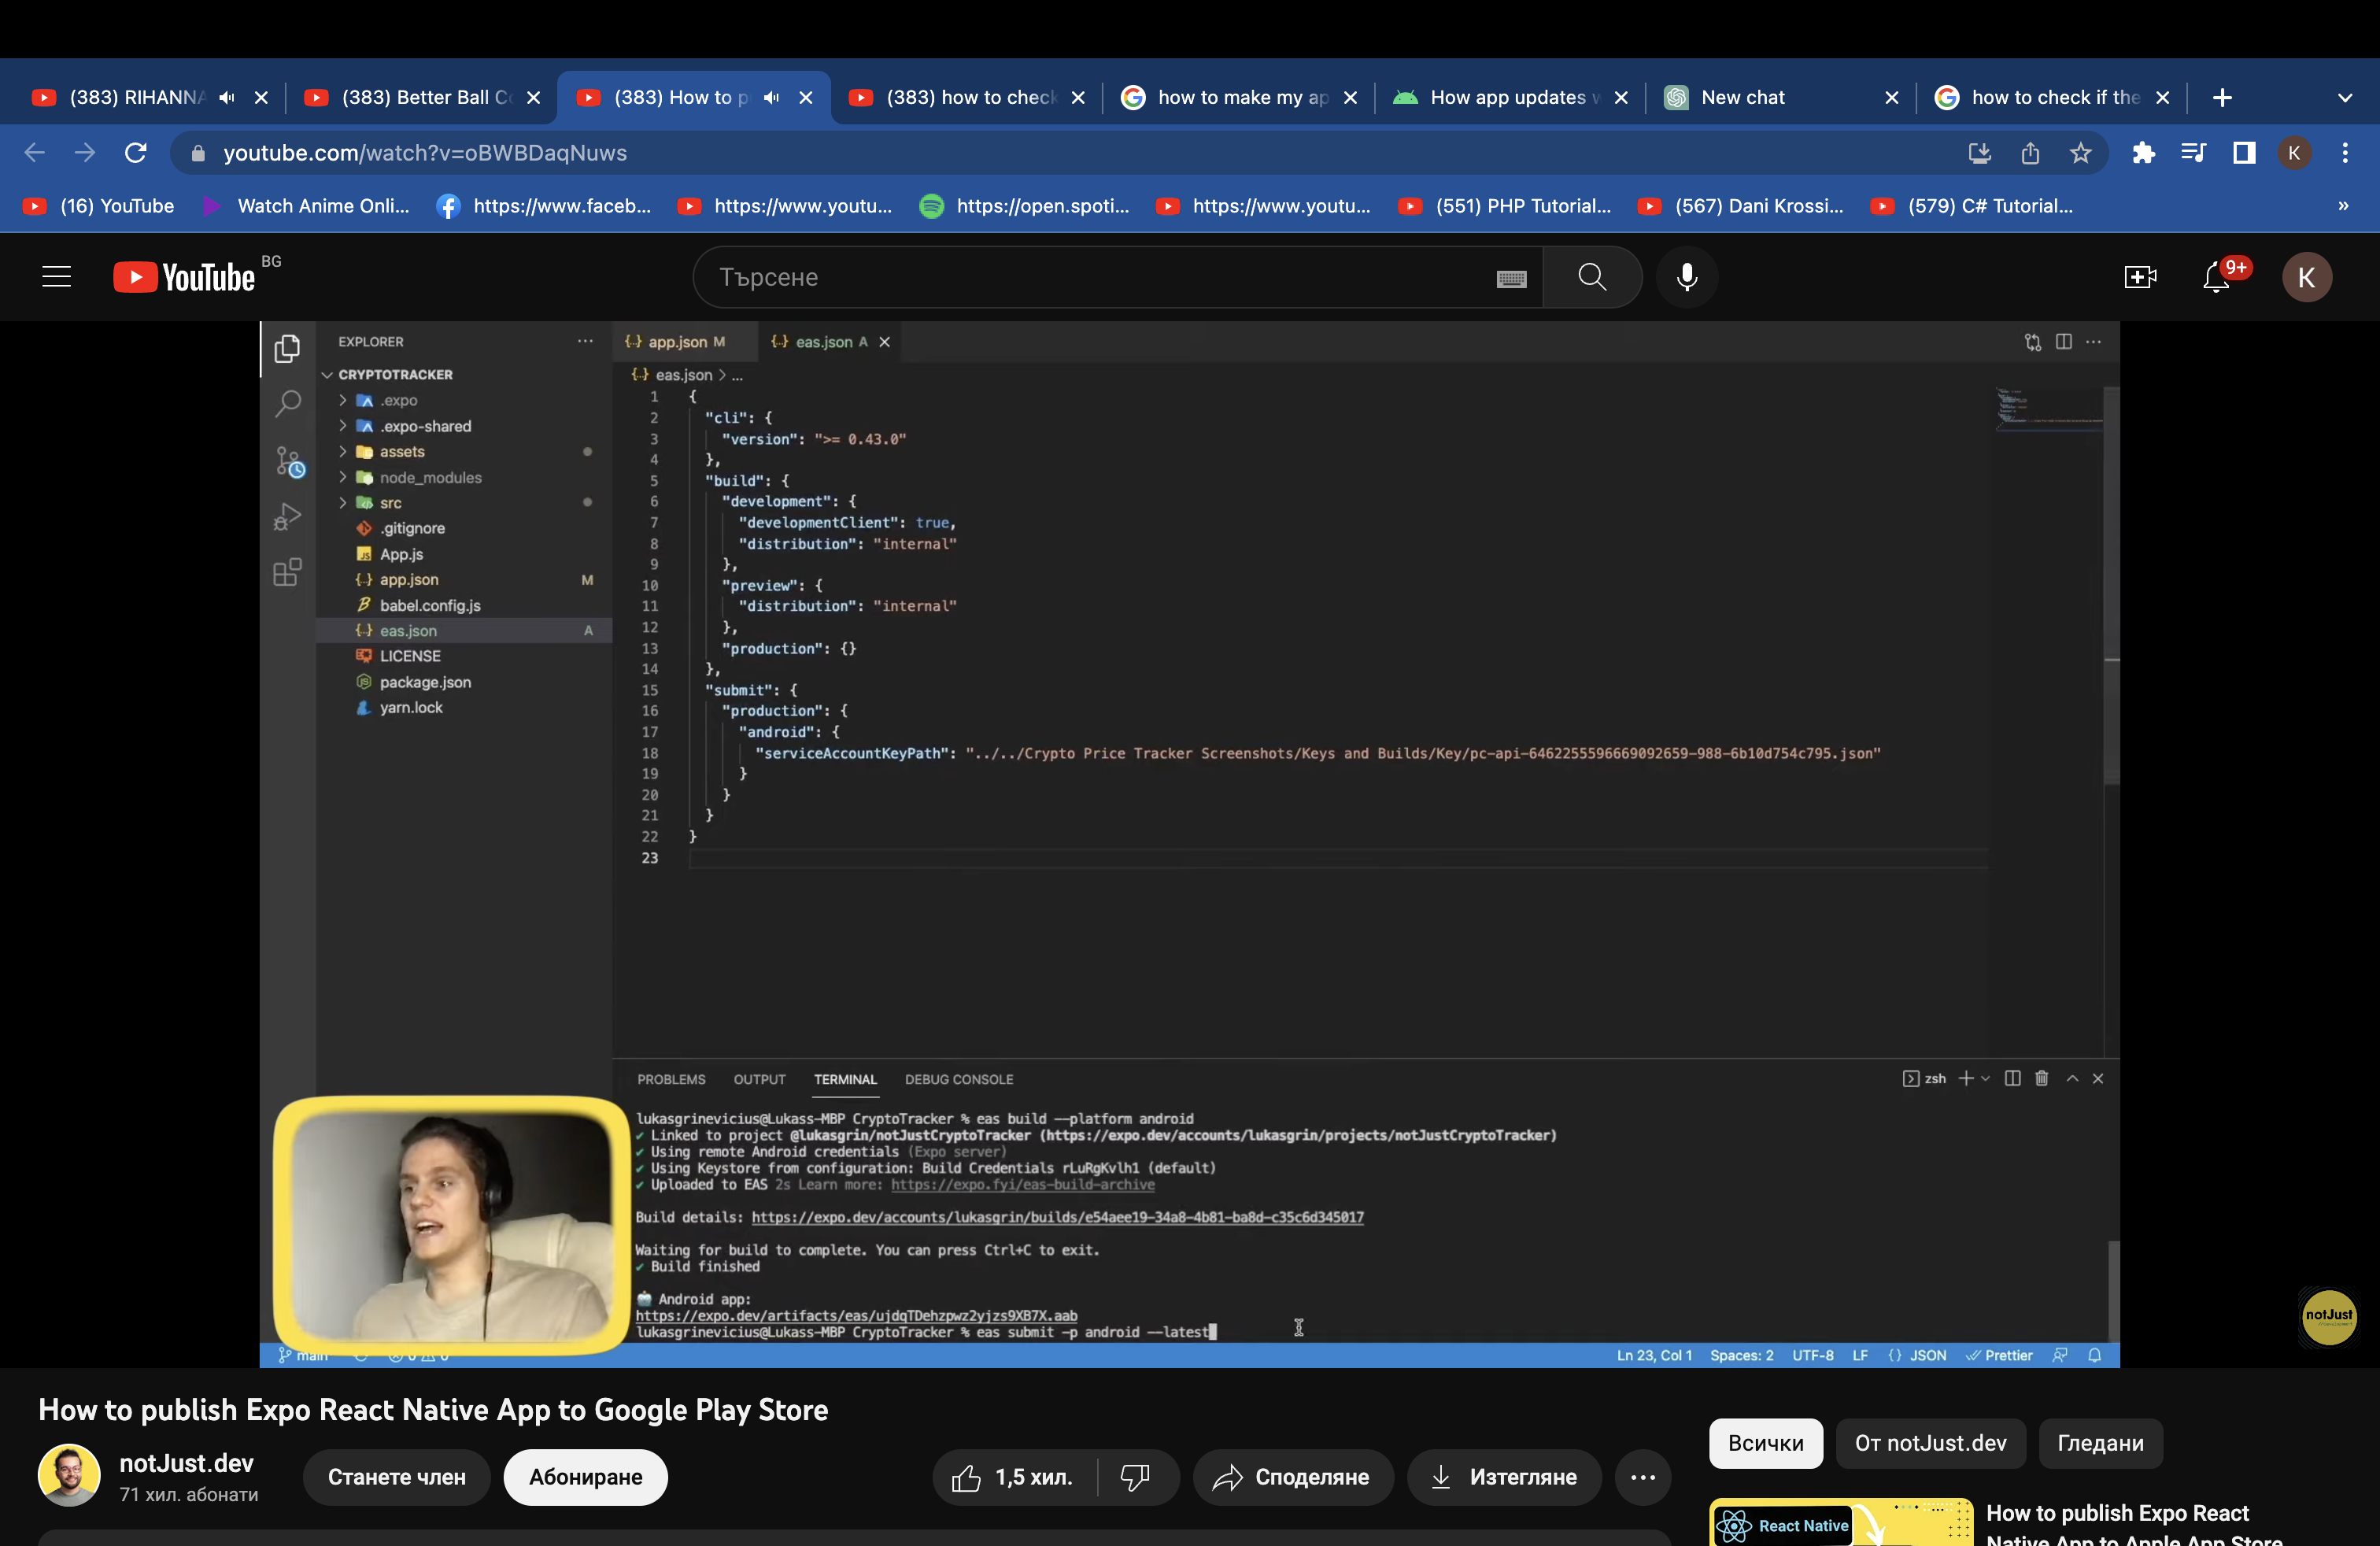 (383) RIHANNA
(383) Better Ball C
(383) How to p
(383) how to check
how to make my ap
How app updates w
New chat
how to check if the
youtube.com/watch?v=oBWBDaqNuws
K
(16) YouTube
Watch Anime Onli...
https://www.faceb...
https://www.youtu...
https://open.spoti...
https://www.youtu...
(551) PHP Tutorial...
(567) Dani Krossi...
(579) C# Tutorial...
»
YouTube BG
Търсене
9+
K
EXPLORER
CRYPTOTRACKER
.expo
.expo-shared
assets
node_modules
src
.gitignore
App.js
app.json M
babel.config.js
eas.json A
LICENSE
package.json
yarn.lock
{..} app.json M
{..} eas.json A
{..} eas.json > ...
1 {
2 "cli": {
3 "version": ">= 0.43.0"
4 },
5 "build": {
6 "development": {
7 "developmentClient": true,
8 "distribution": "internal"
9 },
10 "preview": {
11 "distribution": "internal"
12 },
13 "production": {}
14 },
15 "submit": {
16 "production": {
17 "android": {
18 "serviceAccountKeyPath": "../../Crypto Price Tracker Screenshots/Keys and Builds/Key/pc-api-6462255596669092659-988-6b10d754c795.json"
19 }
20 }
21 }
22 }
23
PROBLEMS OUTPUT TERMINAL DEBUG CONSOLE
zsh
lukasgrinevicius@Lukass-MBP CryptoTracker % eas build --platform android
✔ Linked to project @lukasgrin/notJustCryptoTracker (https://expo.dev/accounts/lukasgrin/projects/notJustCryptoTracker)
✔ Using remote Android credentials (Expo server)
✔ Using Keystore from configuration: Build Credentials rLuRgKvlh1 (default)
✔ Uploaded to EAS 2s Learn more: https://expo.fyi/eas-build-archive
Build details: https://expo.dev/accounts/lukasgrin/builds/e54aee19-34a8-4b81-ba8d-c35c6d345017
Waiting for build to complete. You can press Ctrl+C to exit.
✔ Build finished
Android app:
https://expo.dev/artifacts/eas/ujdqTDehzpwz2yjzs9XB7X.aab
lukasgrinevicius@Lukass-MBP CryptoTracker % eas submit -p android --latest
main
Ln 23, Col 1 Spaces: 2 UTF-8 LF {} JSON Prettier
notJust
How to publish Expo React Native App to Google Play Store
notJust.dev
71 хил. абонати
Станете член
Абониране
1,5 хил.
Споделяне
Изтегляне
Всички
От notJust.dev
Гледани
React Native
How to publish Expo React
Native App to Apple App Store